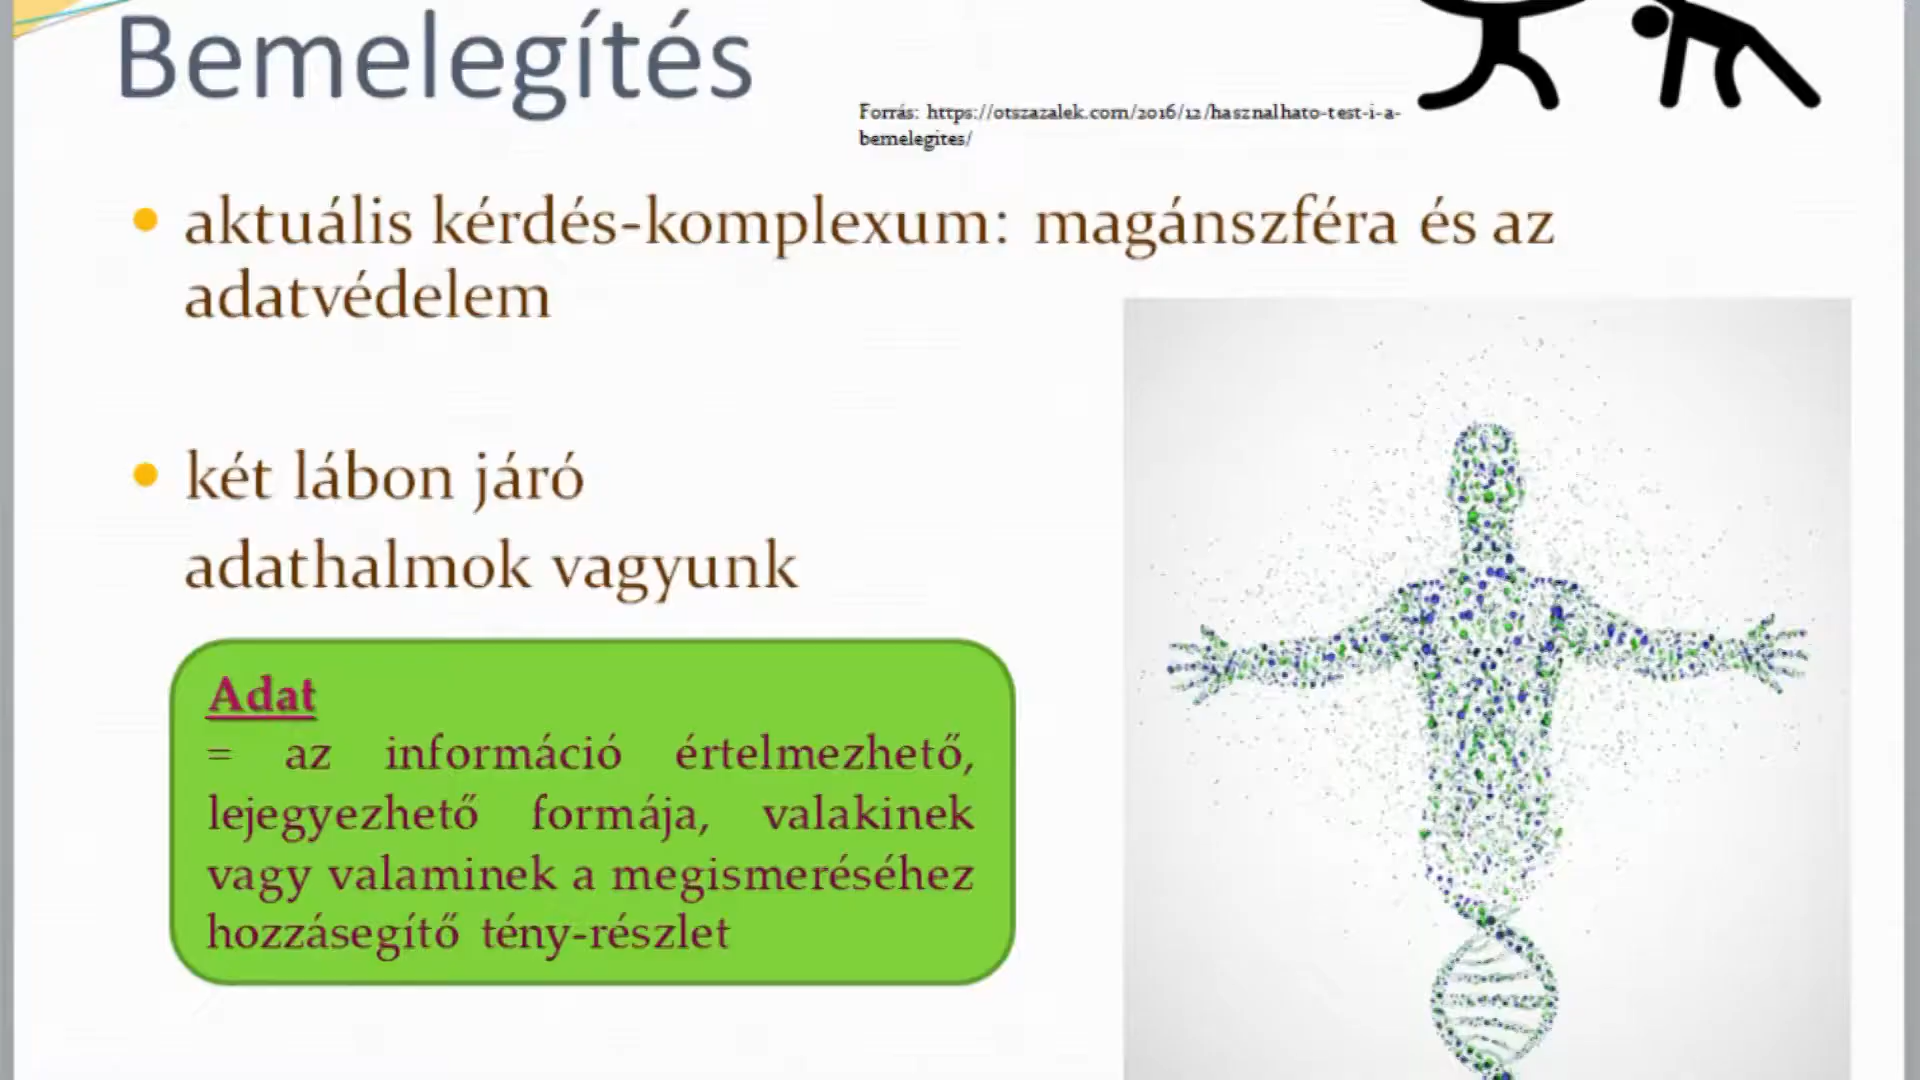 Bemelegítés
Forrás: https://otszazalek.com/2016/12/hasznalhato-test-i-a-
bemelegites/
• aktuális kérdés-komplexum: magánszféra és az
adatvédelem
• két lábon járó
adathalmok vagyunk
Adat
= az információ értelmezhető,
lejegyezhető formája, valakinek
vagy valaminek a megismeréséhez
hozzásegítő tény-részlet